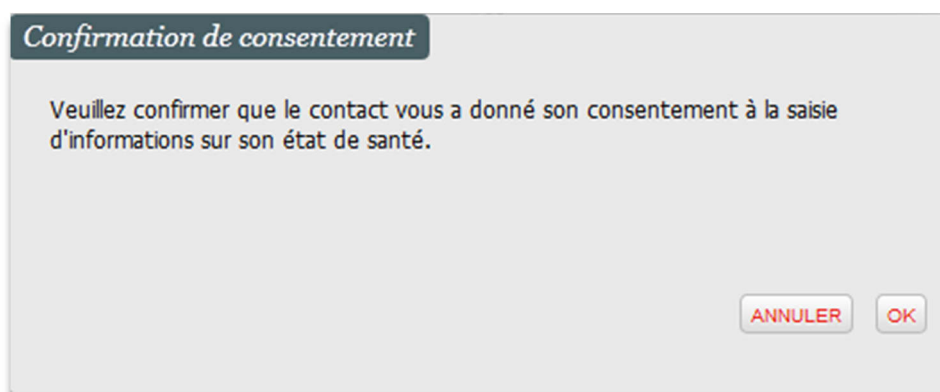 Confirmation de consentement
Veuillez confirmer que le contact vous a donné son consentement à la saisie
d'informations sur son état de santé.
ANNULER OK